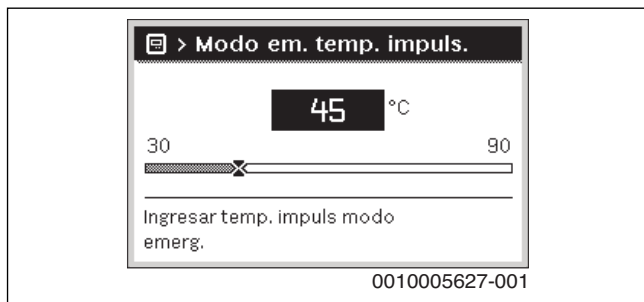 > Modo em. temp. impuls.
45 °C
30 90
Ingresar temp. impuls modo
emerg.
0010005627-001